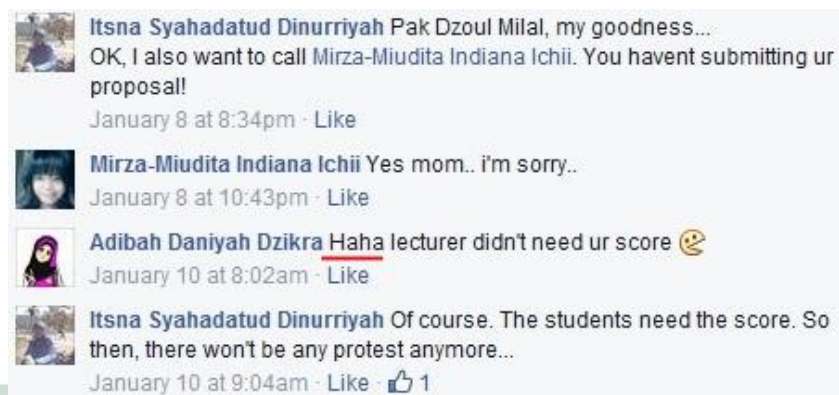 Itsna Syahadatud Dinurriyah Pak Dzoul Milal, my goodness...
OK, I also want to call Mirza-Miudita Indiana Ichii. You havent submitting ur
proposal!
January 8 at 8:34pm · Like
Mirza-Miudita Indiana Ichii Yes mom.. i'm sorry..
January 8 at 10:43pm · Like
Adibah Daniyah Dzikra Haha lecturer didn't need ur score
January 10 at 8:02am · Like
Itsna Syahadatud Dinurriyah Of course. The students need the score. So
then, there won't be any protest anymore...
January 10 at 9:04am · Like · 1